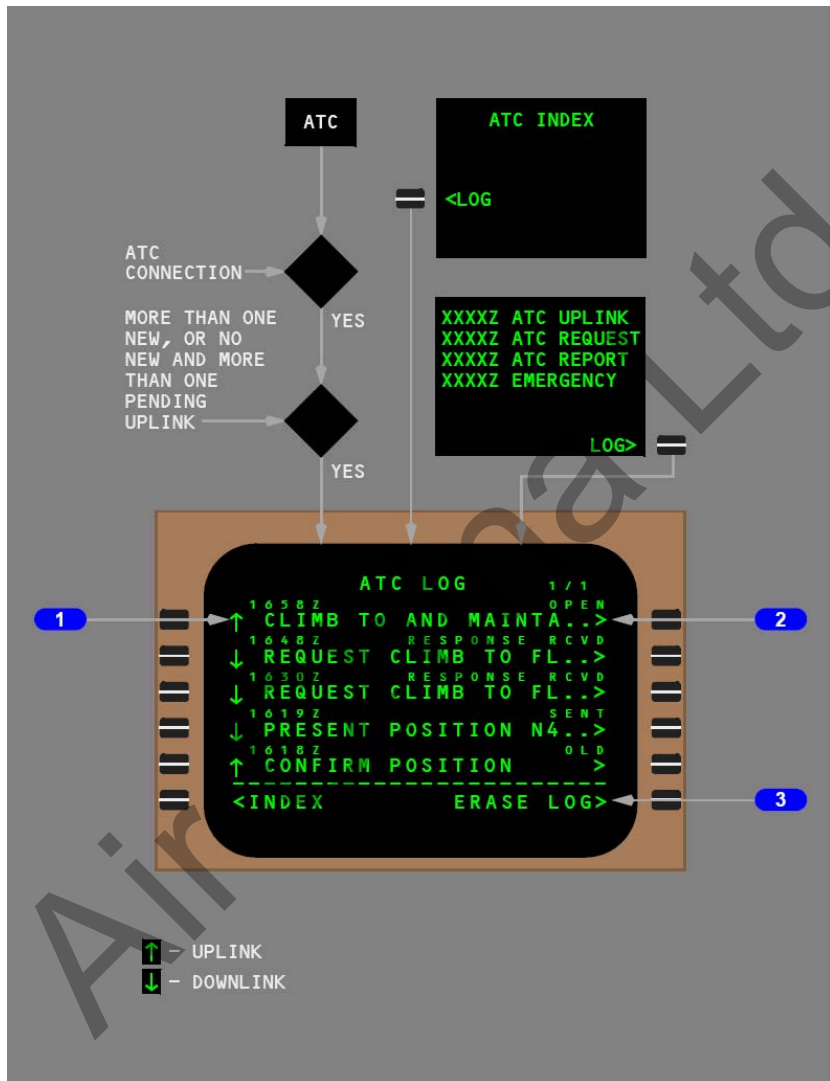 ATC
ATC INDEX
<LOG
ATC
CONNECTION
YES
MORE THAN ONE
NEW, OR NO
NEW AND MORE
THAN ONE
PENDING
UPLINK
YES
XXXXZ ATC UPLINK
XXXXZ ATC REQUEST
XXXXZ ATC REPORT
XXXXZ EMERGENCY
LOG>
ATC LOG 1/1
1658Z OPEN
↑ CLIMB TO AND MAINTA..>
1648Z RESPONSE RCVD
↓ REQUEST CLIMB TO FL..>
1630Z RESPONSE RCVD
↓ REQUEST CLIMB TO FL..>
1619Z SENT
↓ PRESENT POSITION N4..>
1618Z OLD
↑ CONFIRM POSITION >
<INDEX ERASE LOG>
1
2
3
↑ - UPLINK
↓ - DOWNLINK
Ltd